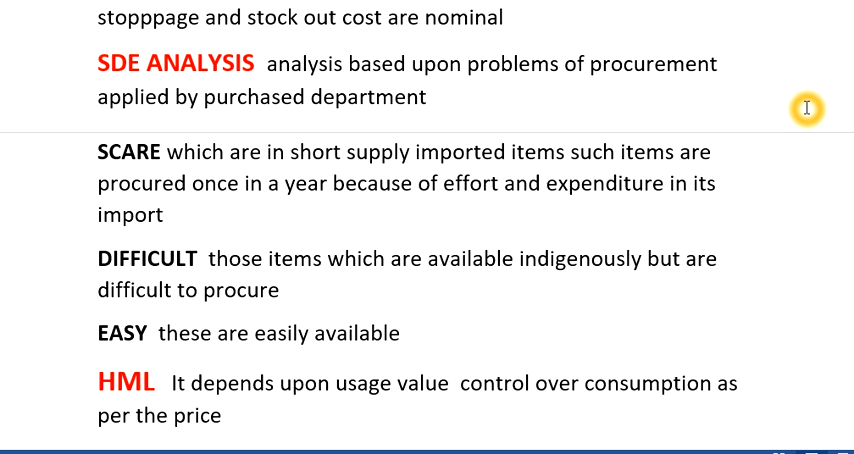 stopppage and stock out cost are nominal
SDE ANALYSIS analysis based upon problems of procurement
applied by purchased department
SCARE which are in short supply imported items such items are
procured once in a year because of effort and expenditure in its
import
DIFFICULT those items which are available indigenously but are
difficult to procure
EASY these are easily available
HML It depends upon usage value control over consumption as
per the price